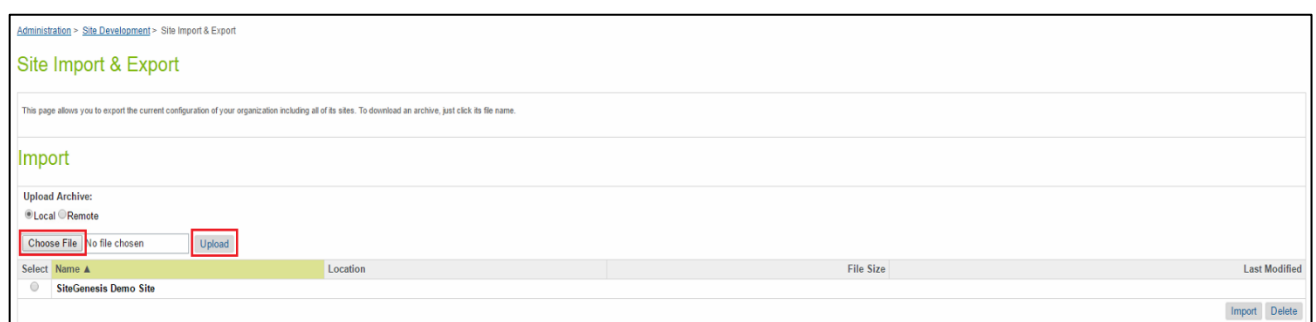 Administration > Site Development > Site Import & Export
Site Import & Export
This page allows you to export the current configuration of your organization including all of its sites. To download an archive, just click its file name.
Import
Upload Archive:
Local Remote
Choose File No file chosen Upload
Select Name ▲ Location File Size Last Modified
SiteGenesis Demo Site
Import Delete